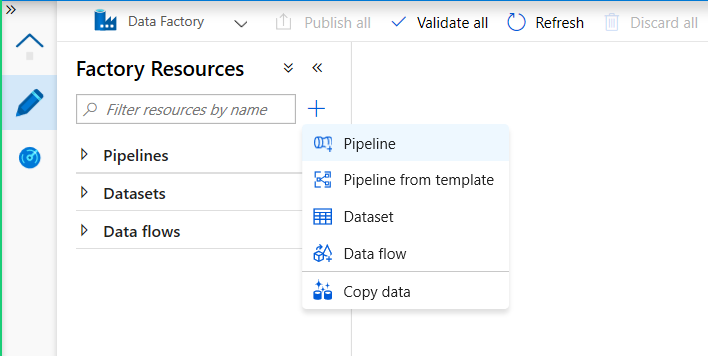 Data Factory
Publish all
Validate all
Refresh
Discard all
Factory Resources
Filter resources by name
Pipelines
Datasets
Data flows
Pipeline
Pipeline from template
Dataset
Data flow
Copy data